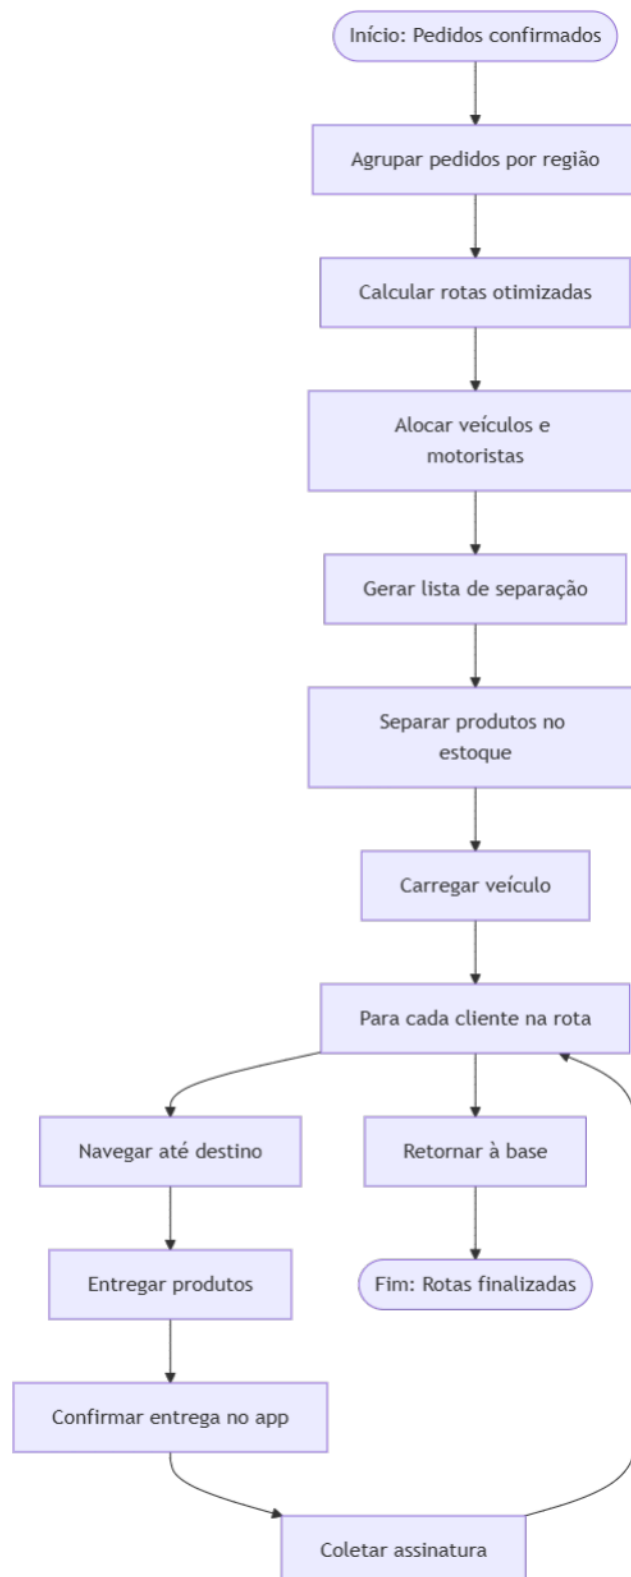 Início: Pedidos confirmados
Agrupar pedidos por região
Calcular rotas otimizadas
Alocar veículos e
motoristas
Gerar lista de separação
Separar produtos no
estoque
Carregar veículo
Para cada cliente na rota
Navegar até destino
Retornar à base
Entregar produtos
Fim: Rotas finalizadas
Confirmar entrega no app
Coletar assinatura